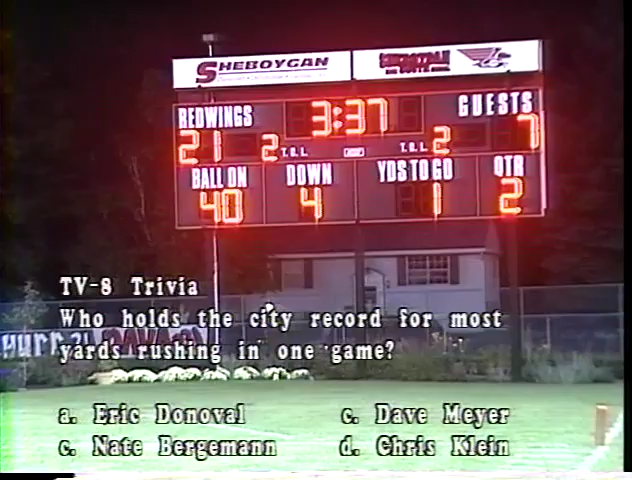 SHEBOYGAN
REDWINGS 3:37 GUESTS
21 2 T.O.L. T.O.L. 2 7
BALL ON DOWN YDS TO GO QTR
40 4 1 2
TV-8 Trivia
Who holds the city record for most
yards rushing in one game?
a. Eric Donoval c. Dave Meyer
c. Nate Bergemann d. Chris Klein